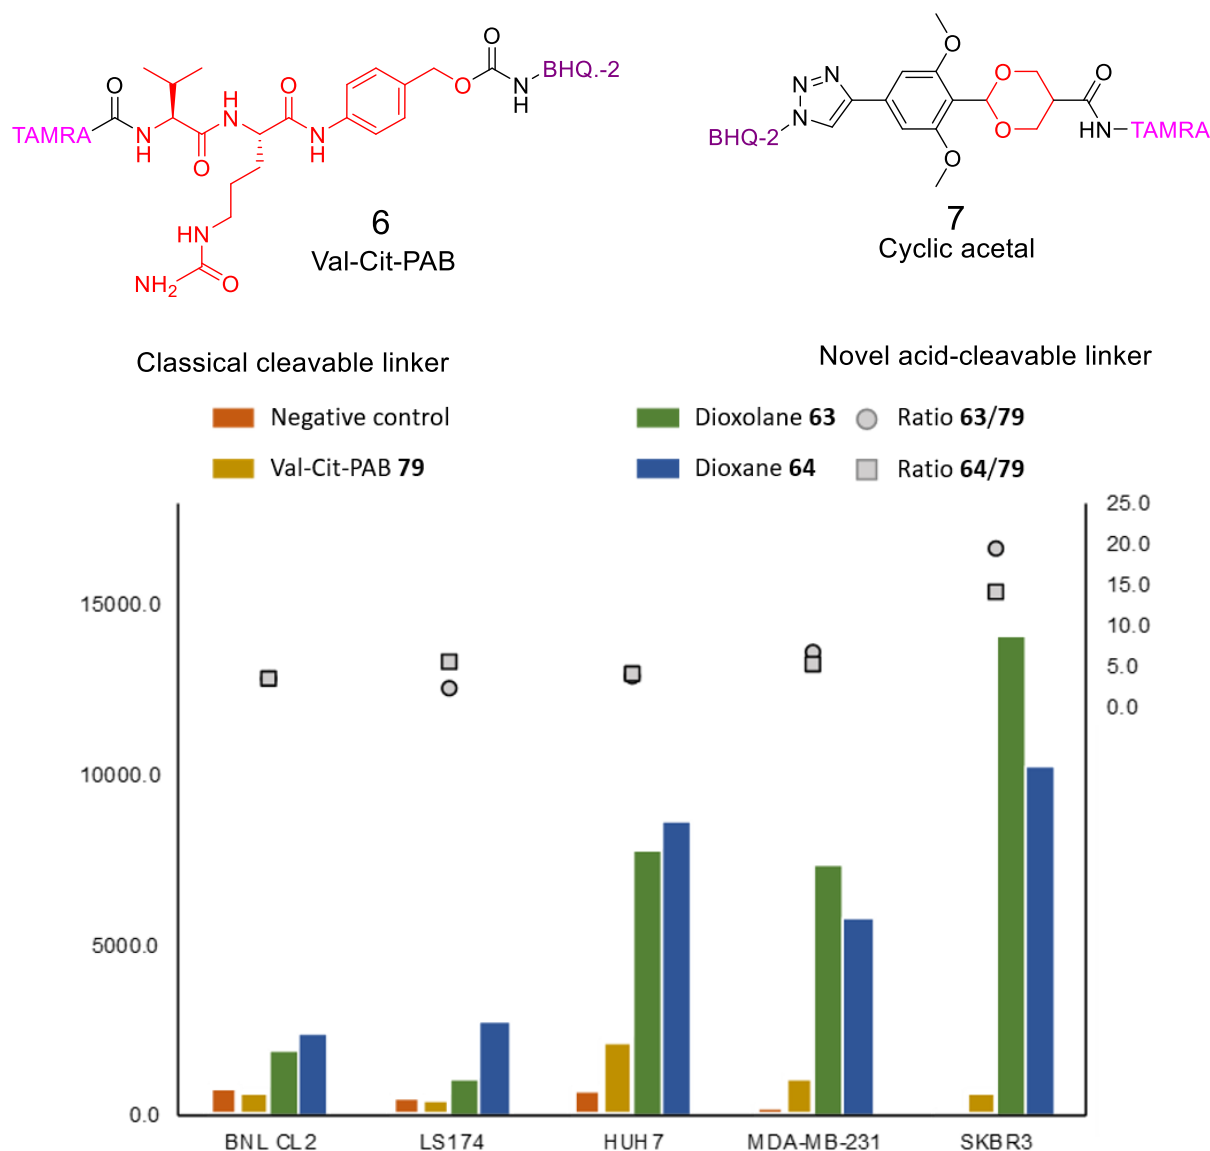 O
TAMRA
N
H
O
H
N
O
N
H
O
O
N
H
BHQ.-2
HN
NH2
O
6
Val-Cit-PAB
BHQ-2
N
N
N
O
O
O
O
O
HN
TAMRA
7
Cyclic acetal
Classical cleavable linker
Novel acid-cleavable linker
Negative control
Dioxolane 63
Ratio 63/79
Val-Cit-PAB 79
Dioxane 64
Ratio 64/79
15000.0
10000.0
5000.0
0.0
25.0
20.0
15.0
10.0
5.0
0.0
BNL CL2
LS174
HUH7
MDA-MB-231
SKBR3